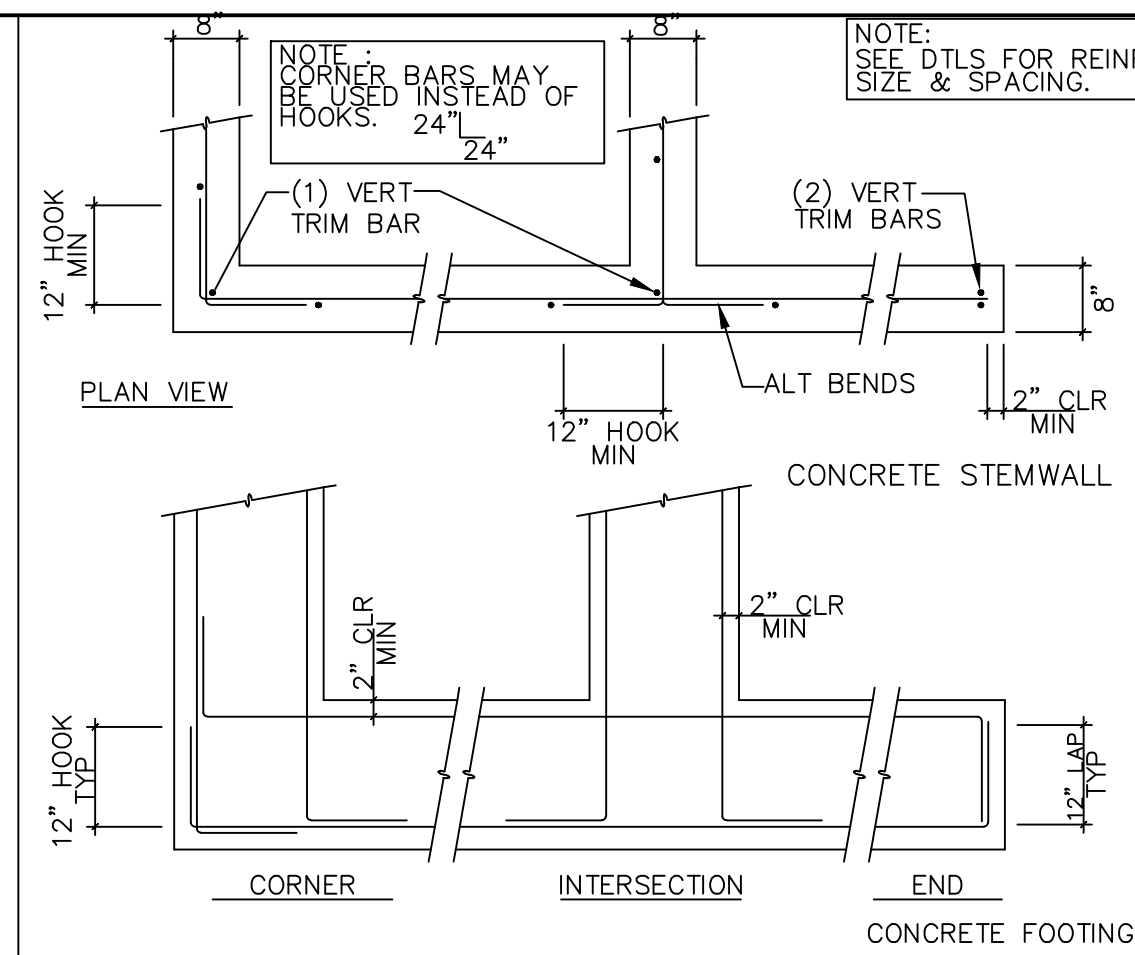 8"
8"
NOTE :
CORNER BARS MAY
BE USED INSTEAD OF
HOOKS. 24"
24"
NOTE:
SEE DTLS FOR
SIZE & SPACING.
12" HOOK
MIN
(1) VERT
TRIM BAR
(2) VERT
TRIM BARS
8"
PLAN VIEW
ALT BENDS
12" HOOK
MIN
2" CLR
MIN
CONCRETE STEMWALL
2" CLR
MIN
2" CLR
MIN
12" HOOK
TYP
12" LAP
TYP
CORNER
INTERSECTION
END
CONCRETE FOOTING